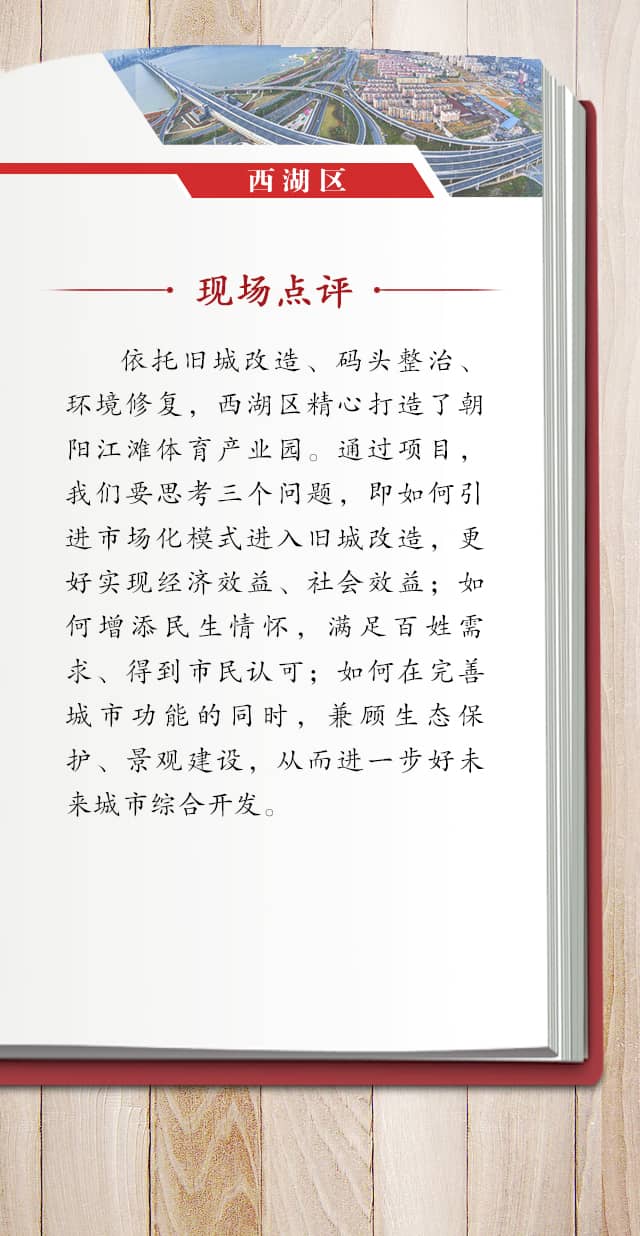 西湖区
现场点评
依托旧城改造、码头整治、
环境修复，西湖区精心打造了朝
阳江滩体育产业园。通过项目，
我们要思考三个问题，即如何引
进市场化模式进入旧城改造，更
好实现经济效益、社会效益；如
何增添民生情怀，满足百姓需
求、得到市民认可；如何在完善
城市功能的同时，兼顾生态保
护、景观建设，从而进一步好未
来城市综合开发。